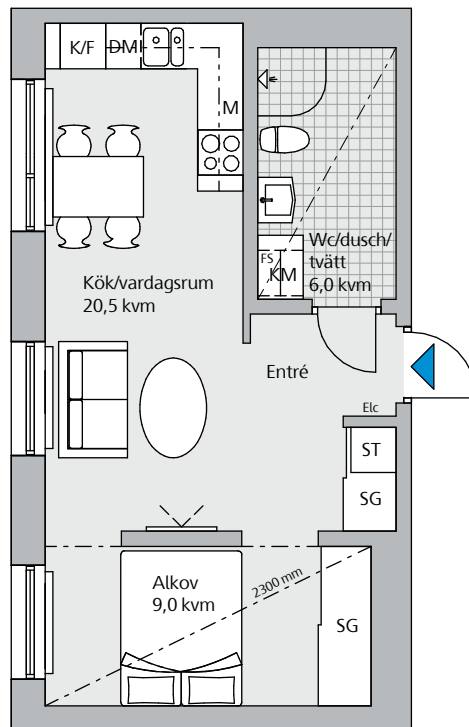 K/F
DM
M
Wc/dusch/
tvätt
6,0 kvm
FS
KM
Kök/vardagsrum
20,5 kvm
Entré
Elc
ST
SG
Alkov
9,0 kvm
2300 mm
SG